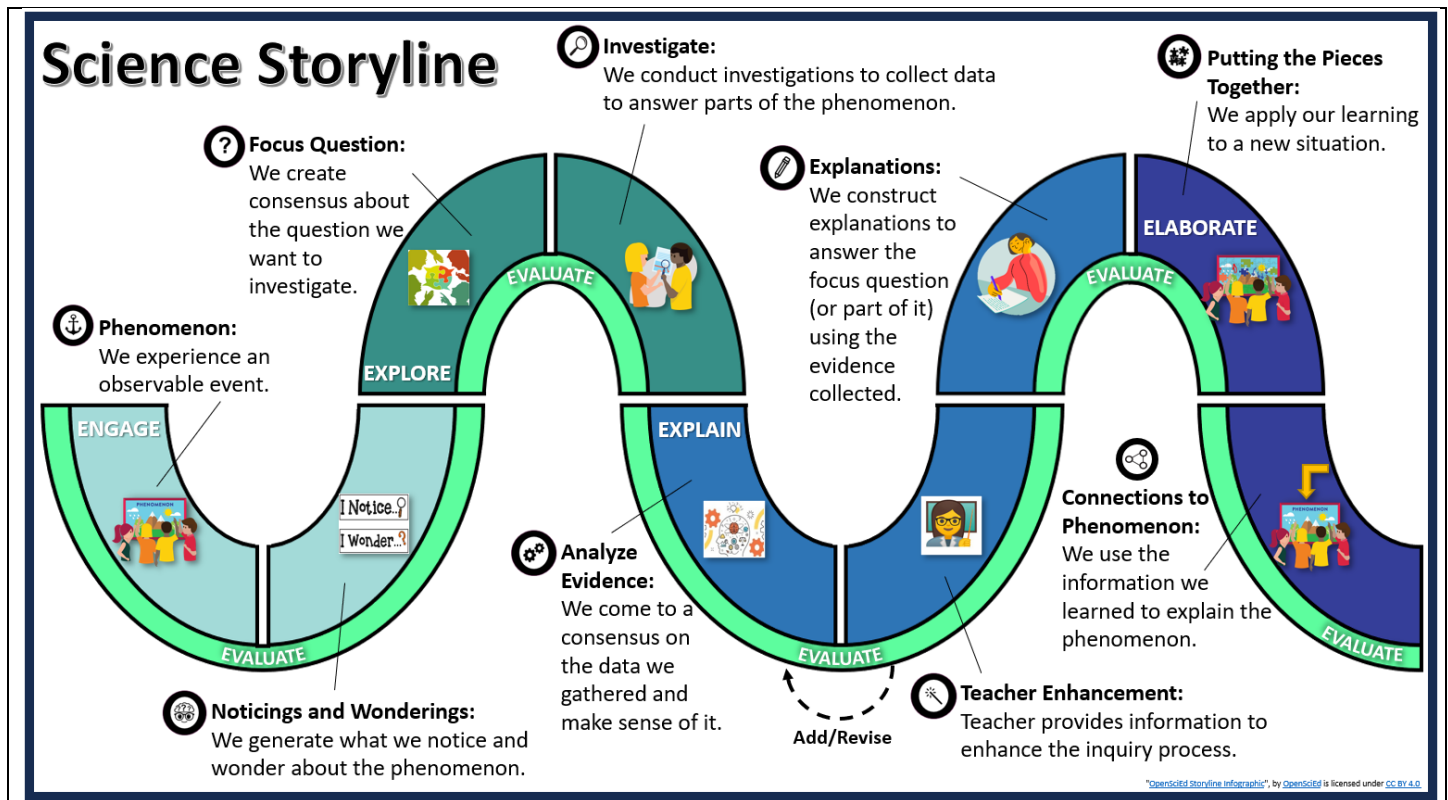 Science Storyline
Phenomenon:
We experience an
observable event.
ENGAGE
PHENOMENON
I Notice..
I Wonder...?
EVALUATE
Noticings and Wonderings:
We generate what we notice and
wonder about the phenomenon.
?
Focus Question:
We create
consensus about
the question we
want to
investigate.
EXPLORE
EVALUATE
Investigate:
We conduct investigations to collect data
to answer parts of the phenomenon.
EXPLAIN
Analyze
Evidence:
We come to a
consensus on
the data we
gathered and
make sense of it.
EVALUATE
Add/Revise
Teacher Enhancement:
Teacher provides information to
enhance the inquiry process.
Explanations:
We construct
explanations to
answer the
focus question
(or part of it)
using the
evidence
collected.
EVALUATE
Putting the Pieces
Together:
We apply our learning
to a new situation.
ELABORATE
Connections to
Phenomenon:
We use the
information we
learned to explain the
phenomenon.
PHENOMENON
EVALUATE
"OpenSciEd Storyline Infographic", by OpenSciEd is licensed under CC BY 4.0